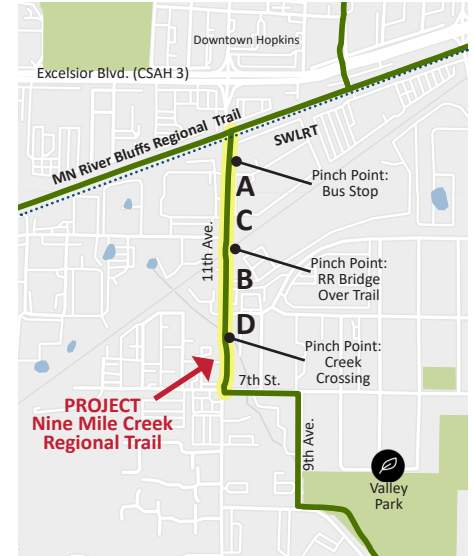 Downtown Hopkins
Excelsior Blvd. (CSAH 3)
MN River Bluffs Regional Trail
SWLRT
Pinch Point:
Bus Stop
A
C
11th Ave.
Pinch Point:
RR Bridge
Over Trail
B
D
Pinch Point:
Creek
Crossing
7th St.
PROJECT
Nine Mile Creek
Regional Trail
9th Ave.
Valley
Park